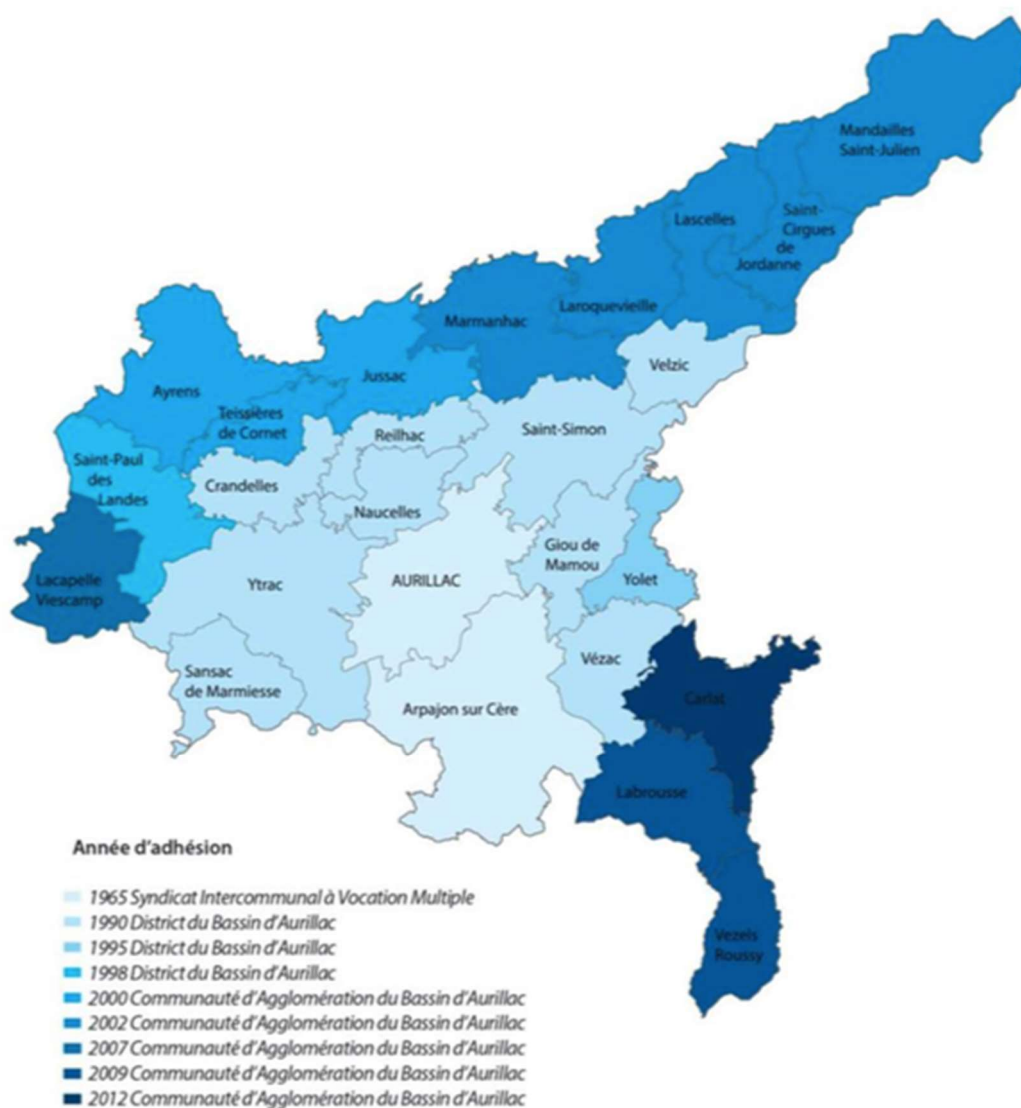 Mandailles
Saint-Julien
Lascelles
Saint-
Cirgues
de
Jordanne
Laroquevieille
Marmanhac
Velzic
Jussac
Ayrens
Teissières
de Cornet
Reilhac
Saint-Simon
Saint-Paul
des
Landes
Crandelles
Naucelles
Giou de
Mamou
Yolet
AURILLAC
Ytrac
Lacapelle
Viescamp
Vézac
Sansac
de Marmiesse
Arpajon sur Cère
Carlat
Labrousse
Vezels
Roussy
Année d'adhésion
1965 Syndicat Intercommunal à Vocation Multiple
1990 District du Bassin d'Aurillac
1995 District du Bassin d'Aurillac
1998 District du Bassin d'Aurillac
2000 Communauté d'Agglomération du Bassin d'Aurillac
2002 Communauté d'Agglomération du Bassin d'Aurillac
2007 Communauté d'Agglomération du Bassin d'Aurillac
2009 Communauté d'Agglomération du Bassin d'Aurillac
2012 Communauté d'Agglomération du Bassin d'Aurillac